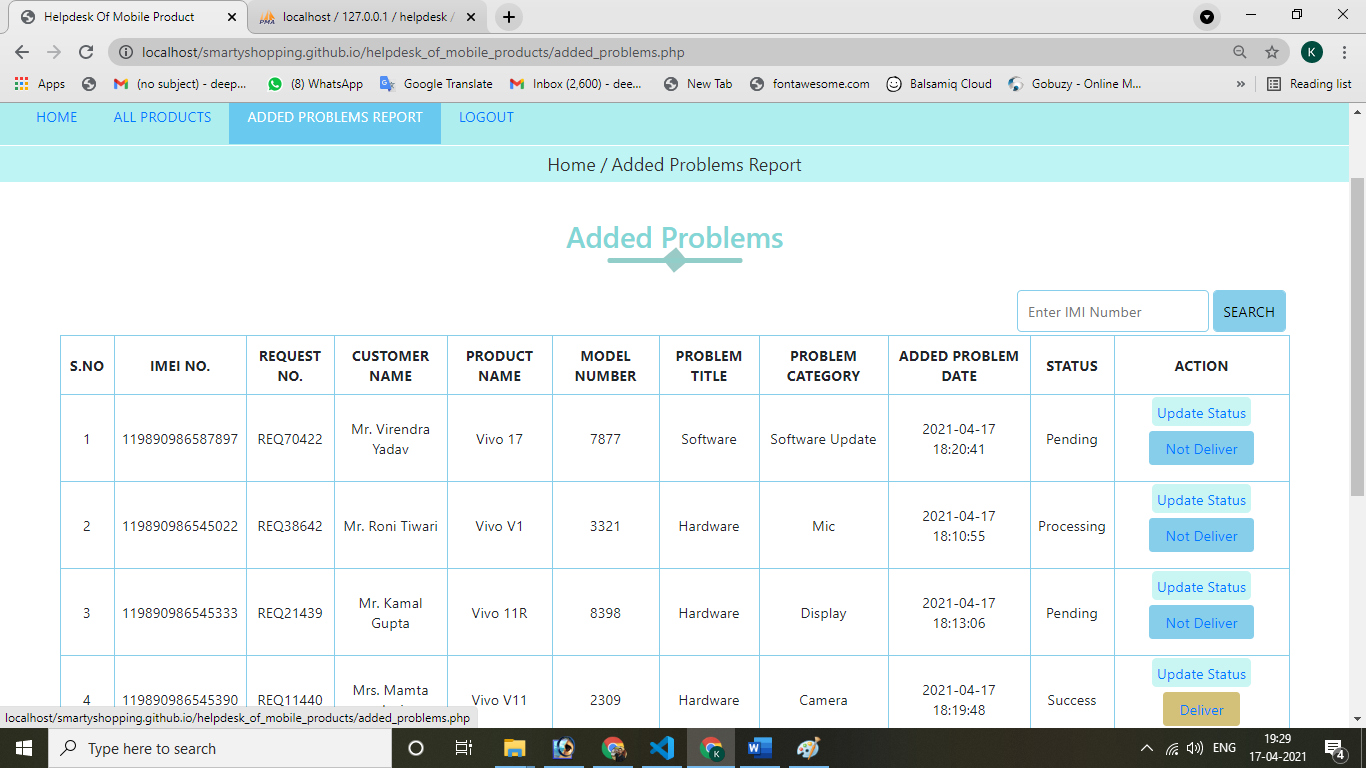 Helpdesk Of Mobile Product
localhost / 127.0.0.1 / helpdesk /
localhost/smartyshopping.github.io/helpdesk_of_mobile_products/added_problems.php
K
Apps
(no subject) - deep...
(8) WhatsApp
Google Translate
Inbox (2,600) - dee...
New Tab
fontawesome.com
Balsamiq Cloud
Gobuzy - Online M...
»
Reading list
HOME
ALL PRODUCTS
ADDED PROBLEMS REPORT
LOGOUT
Home / Added Problems Report
Added Problems
Enter IMI Number
SEARCH
S.NO
IMEI NO.
REQUEST
NO.
CUSTOMER
NAME
PRODUCT
NAME
MODEL
NUMBER
PROBLEM
TITLE
PROBLEM
CATEGORY
ADDED PROBLEM
DATE
STATUS
ACTION
1
119890986587897
REQ70422
Mr. Virendra
Yadav
Vivo 17
7877
Software
Software Update
2021-04-17
18:20:41
Pending
Update Status
Not Deliver
2
119890986545022
REQ38642
Mr. Roni Tiwari
Vivo V1
3321
Hardware
Mic
2021-04-17
18:10:55
Processing
Update Status
Not Deliver
3
119890986545333
REQ21439
Mr. Kamal
Gupta
Vivo 11R
8398
Hardware
Display
2021-04-17
18:13:06
Pending
Update Status
Not Deliver
4
119890986545390
REQ11440
Mrs. Mamta
Vivo V11
2309
Hardware
Camera
2021-04-17
18:19:48
Success
Update Status
Deliver
localhost/smartyshopping.github.io/helpdesk_of_mobile_products/added_problems.php
Type here to search
ENG
19:29
17-04-2021
4